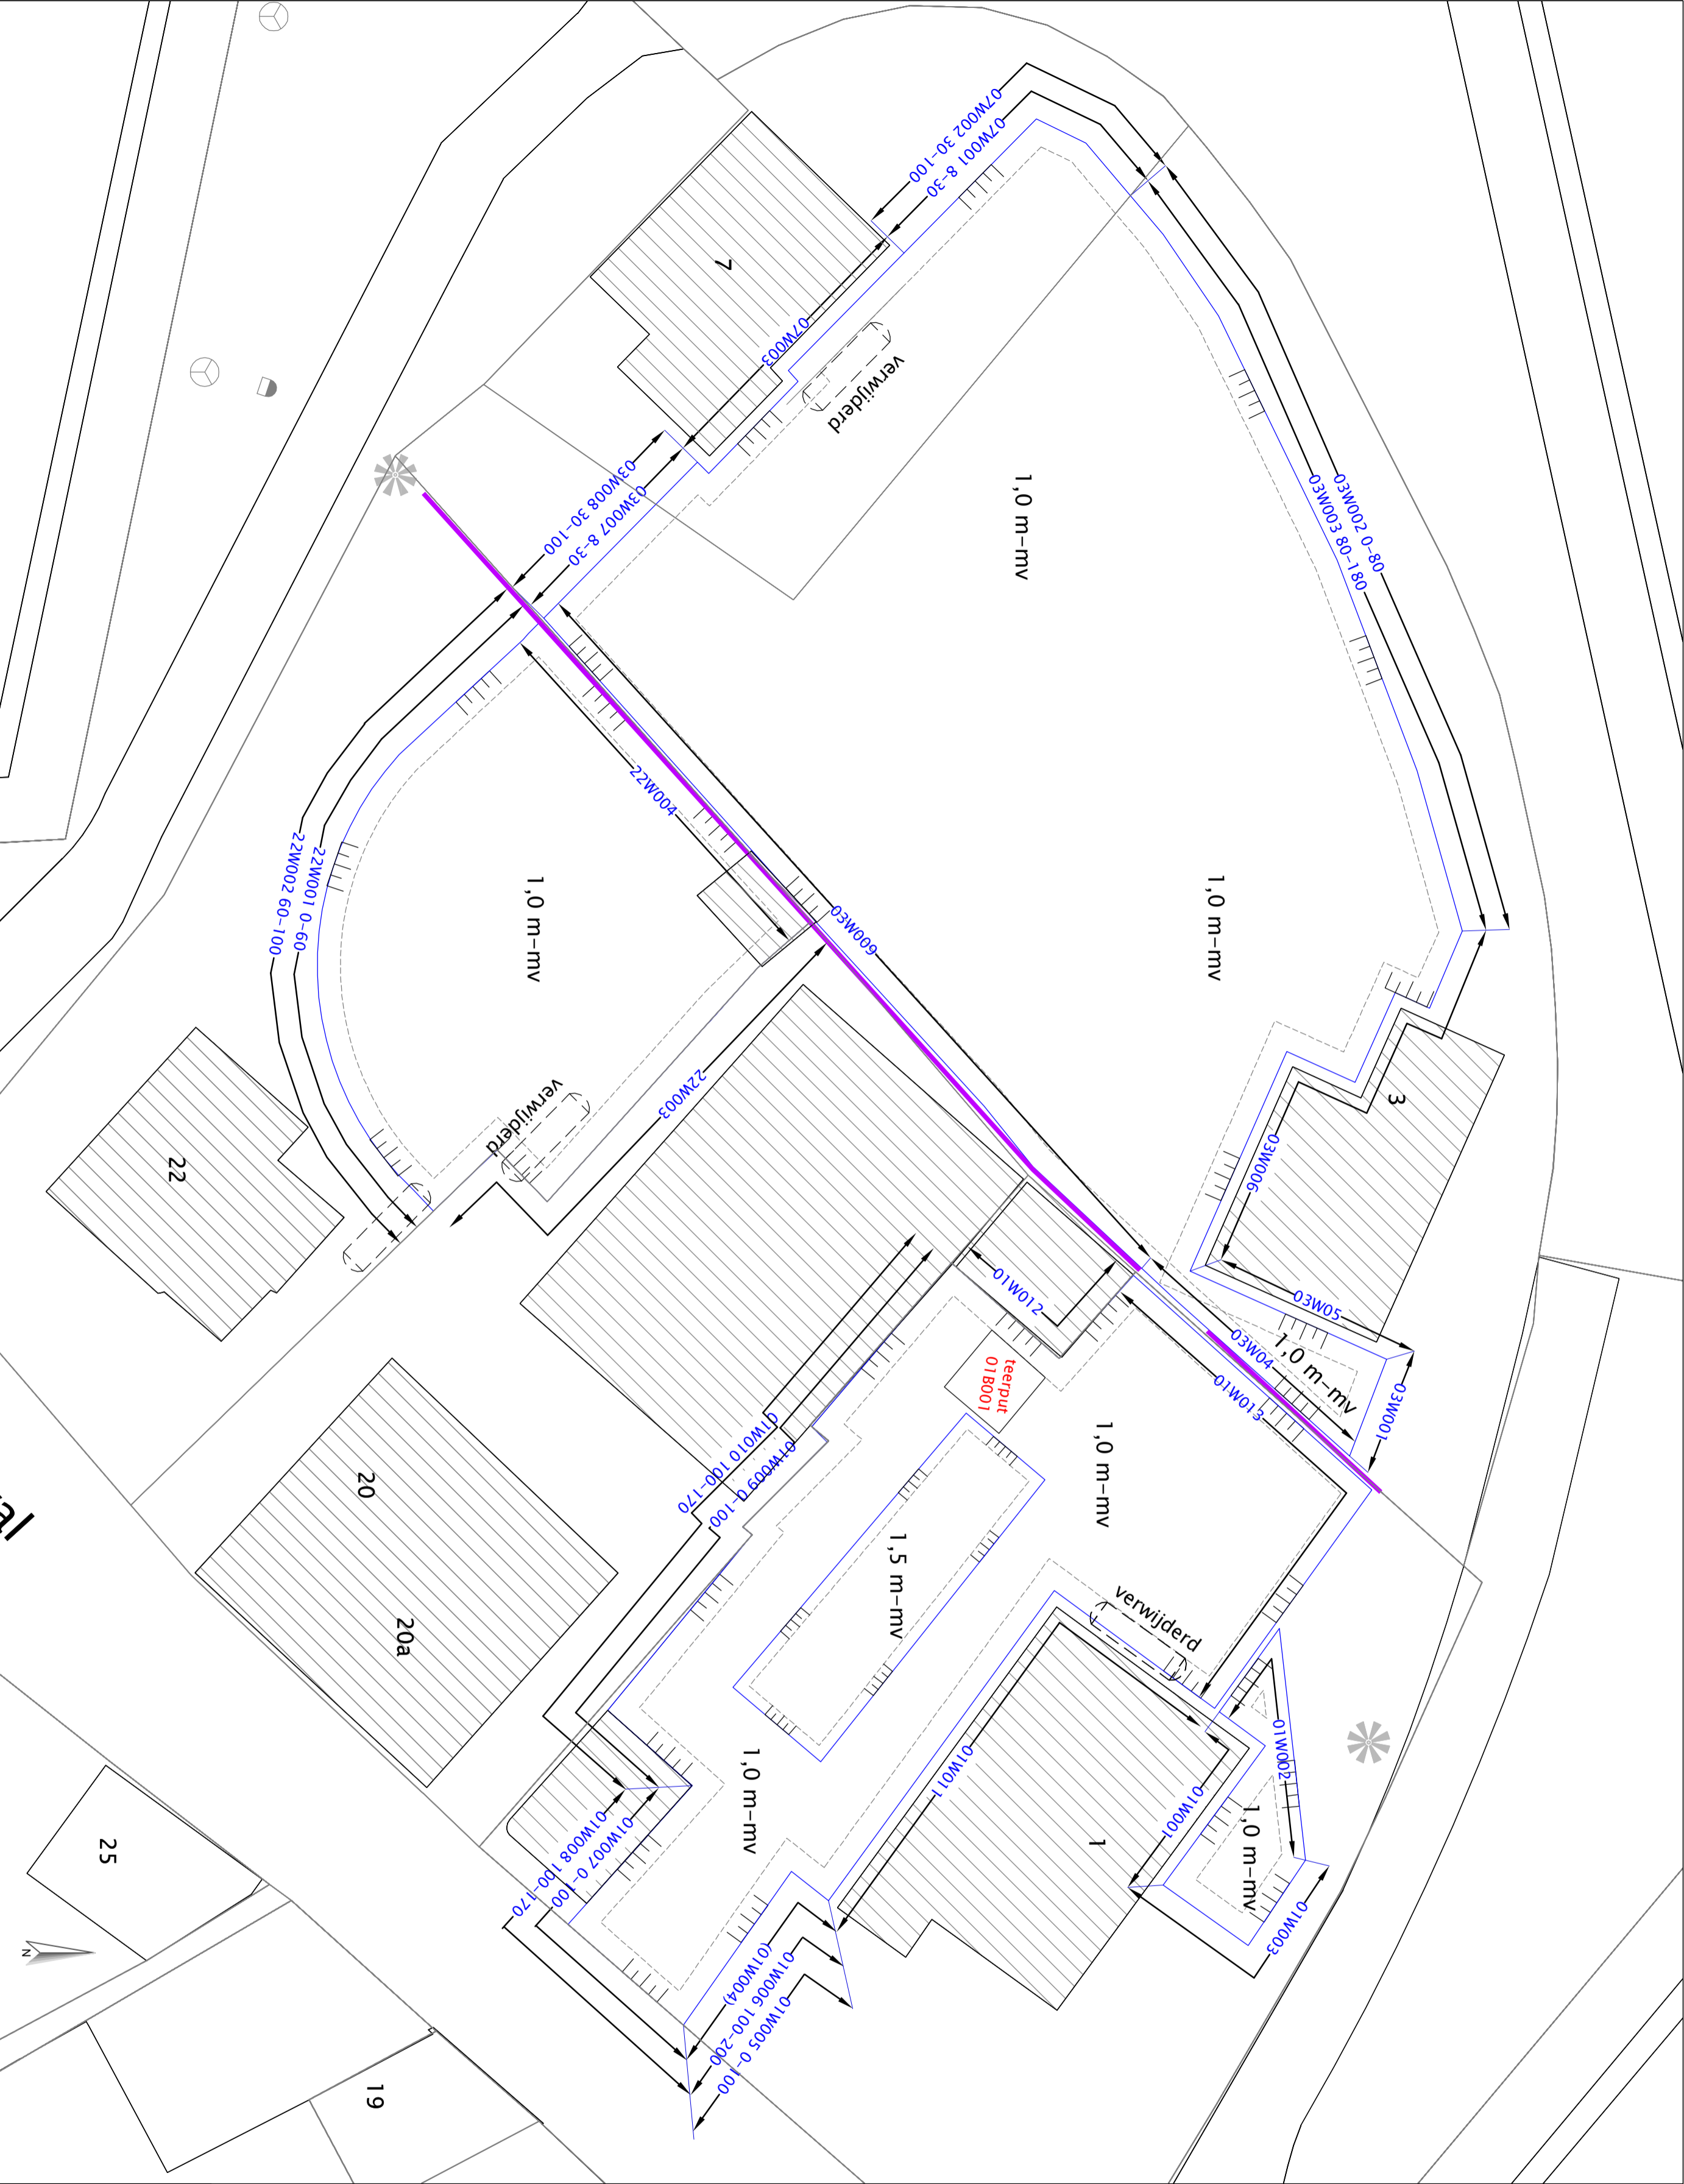 07W002 30-100
07W001 8-30
7
07W003
verwijderd
03W008 30-100
03W007 8-30
1,0 m-mv
03W002 0-80
03W003 80-180
22W004
22W002 60-100
22W001 0-60
1,0 m-mv
03W009
1,0 m-mv
3
03W006
22W003
verwijderd
22
03W05
01W012
03W04
1,0 m-mv
03W001
01W013
teerput
01B001
1,0 m-mv
01W010 100-170
01W009 0-100
20
al
1,5 m-mv
20a
verwijderd
01W002
01W011
01W001
1,0 m-mv
1,0 m-mv
1
01W008 100-170
01W007 0-100
25
01W003
N
(01W004)
01W006 100-200
01W005 0-100
19